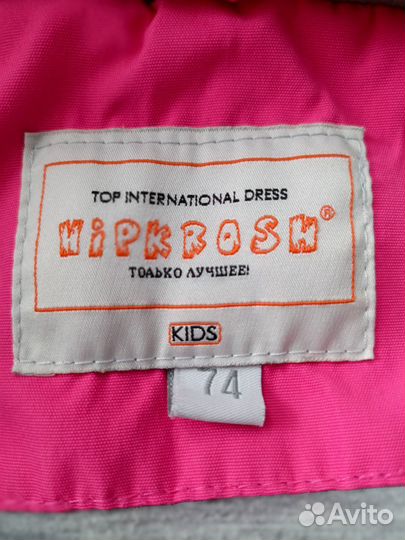 TOP INTERNATIONAL DRESS
HiPKROSH®
ТОЛЬКО ЛУЧШЕЕ!
KIDS
74
Avito